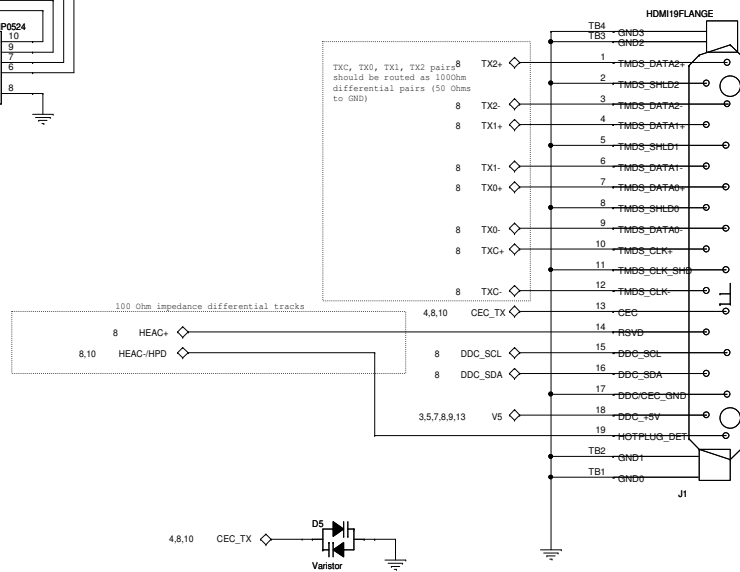 HDMI19FLANGE
P0524
10
9
7
6
8
TXC, TX0, TX1, TX2 pairs
should be routed as 100Ohm
differential pairs (50 Ohms
to GND)
TB4 GND3
TB3 GND2
8 TX2+ 1 TMDS_DATA2+
2 TMDS_SHLD2
8 TX2- 3 TMDS_DATA2-
8 TX1+ 4 TMDS_DATA1+
5 TMDS_SHLD1
8 TX1- 6 TMDS_DATA1-
8 TX0+ 7 TMDS_DATA0+
8 TMDS_SHLD0
8 TX0- 9 TMDS_DATA0-
8 TXC+ 10 TMDS_CLK+
11 TMDS_CLK_SHD
8 TXC- 12 TMDS_CLK-
100 Ohm impedance differential tracks
4,8,10 CEC_TX 13 CEC
8 HEAC+ 14 RSVD
8,10 HEAC-/HPD
8 DDC_SCL 15 DDC_SCL
8 DDC_SDA 16 DDC_SDA
17 DDC/CEC_GND
3,5,7,8,9,13 V5 18 DDC_+5V
19 HOTPLUG_DET
TB2 GND1
TB1 GND0
J1
D5
4,8,10 CEC_TX
Varistor